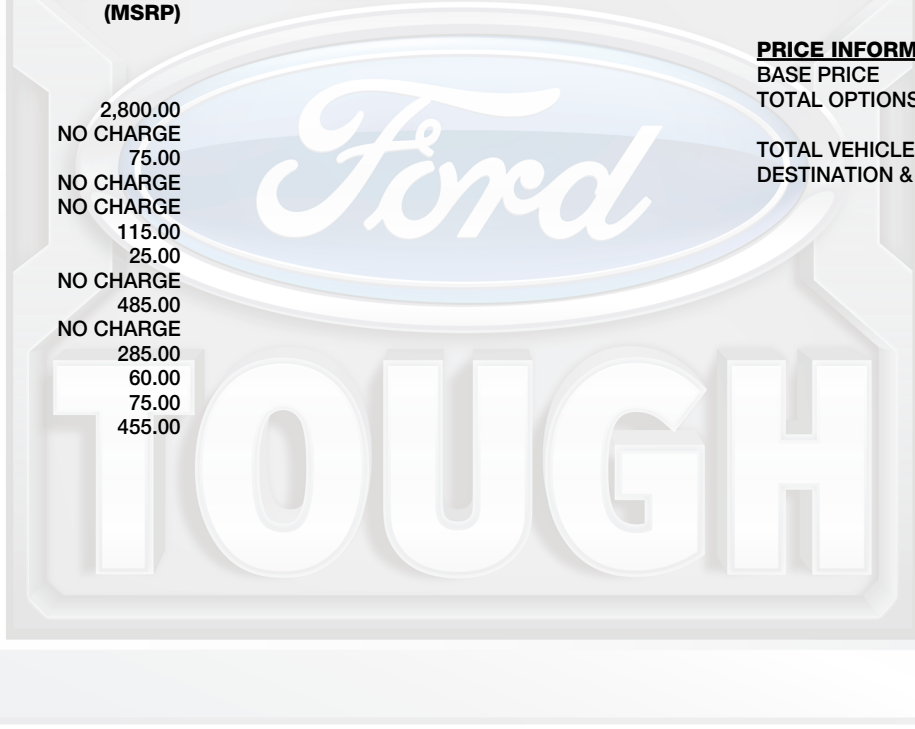 (MSRP)
2,800.00
NO CHARGE
75.00
NO CHARGE
NO CHARGE
115.00
25.00
NO CHARGE
485.00
NO CHARGE
285.00
60.00
75.00
455.00
PRICE INFORM
BASE PRICE
TOTAL OPTIONS
TOTAL VEHICLE
DESTINATION &
Ford
TOUGH